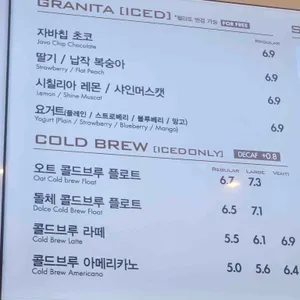 GRANITA [ICED] *젤라또 변경 가능 FOR FREE
REGULAR
자바칩 초코 6.9
Java Chip Chocolate
딸기 / 납작 복숭아 6.9
Strawberry / Flat Peach
시칠리아 레몬 / 샤인머스캣 6.9
Lemon / Shine Muscat
요거트(플레인 / 스트로베리 / 블루베리 / 망고) 6.9
Yogurt (Plain / Strawberry / Blueberry / Mango)
COLD BREW [ICEDONLY] DECAF +0.8
REGULAR LARGE VENTI
오트 콜드브루 플로트 6.7 7.3
Oat Cold brew Float
돌체 콜드브루 플로트 6.5 7.1
Dolce Cold brew Float
콜드브루 라떼 5.5 6.1 6.9
Cold Brew Latte
콜드브루 아메리카노 5.0 5.6 6.4
Cold Brew Americano